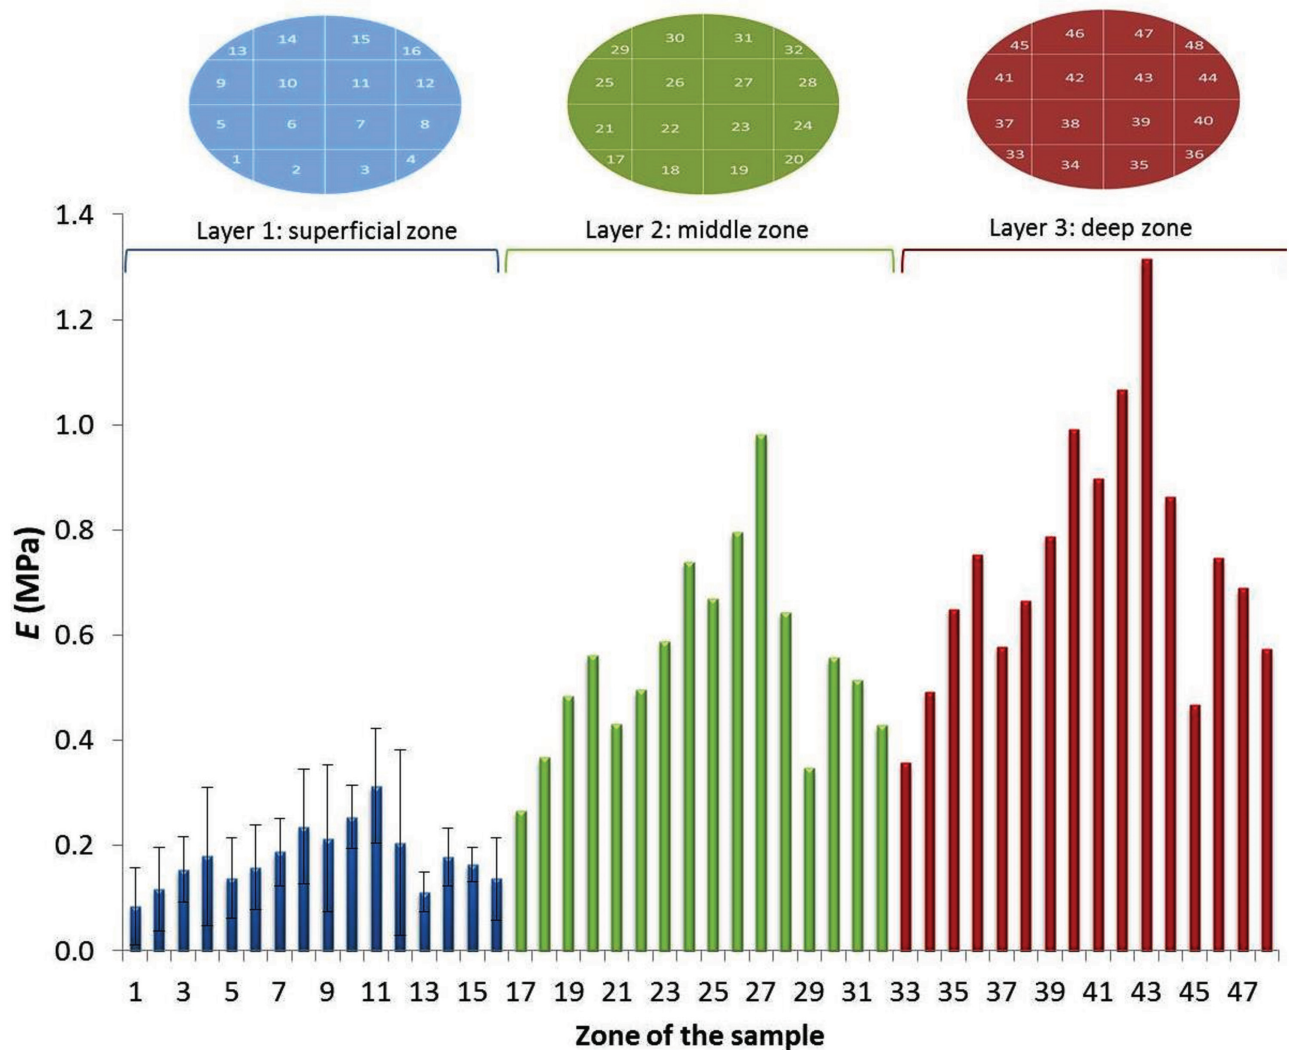 14 15
13 16
9 10 11 12
5 6 7 8
1 2 3 4
30 31
29 32
25 26 27 28
21 22 23 24
17 18 19 20
46 47
45 48
41 42 43 44
37 38 39 40
33 34 35 36
Layer 1: superficial zone
Layer 2: middle zone
Layer 3: deep zone
1.4
1.2
1.0
0.8
0.6
0.4
0.2
0.0
E (MPa)
1 3 5 7 9 11 13 15 17 19 21 23 25 27 29 31 33 35 37 39 41 43 45 47
Zone of the sample